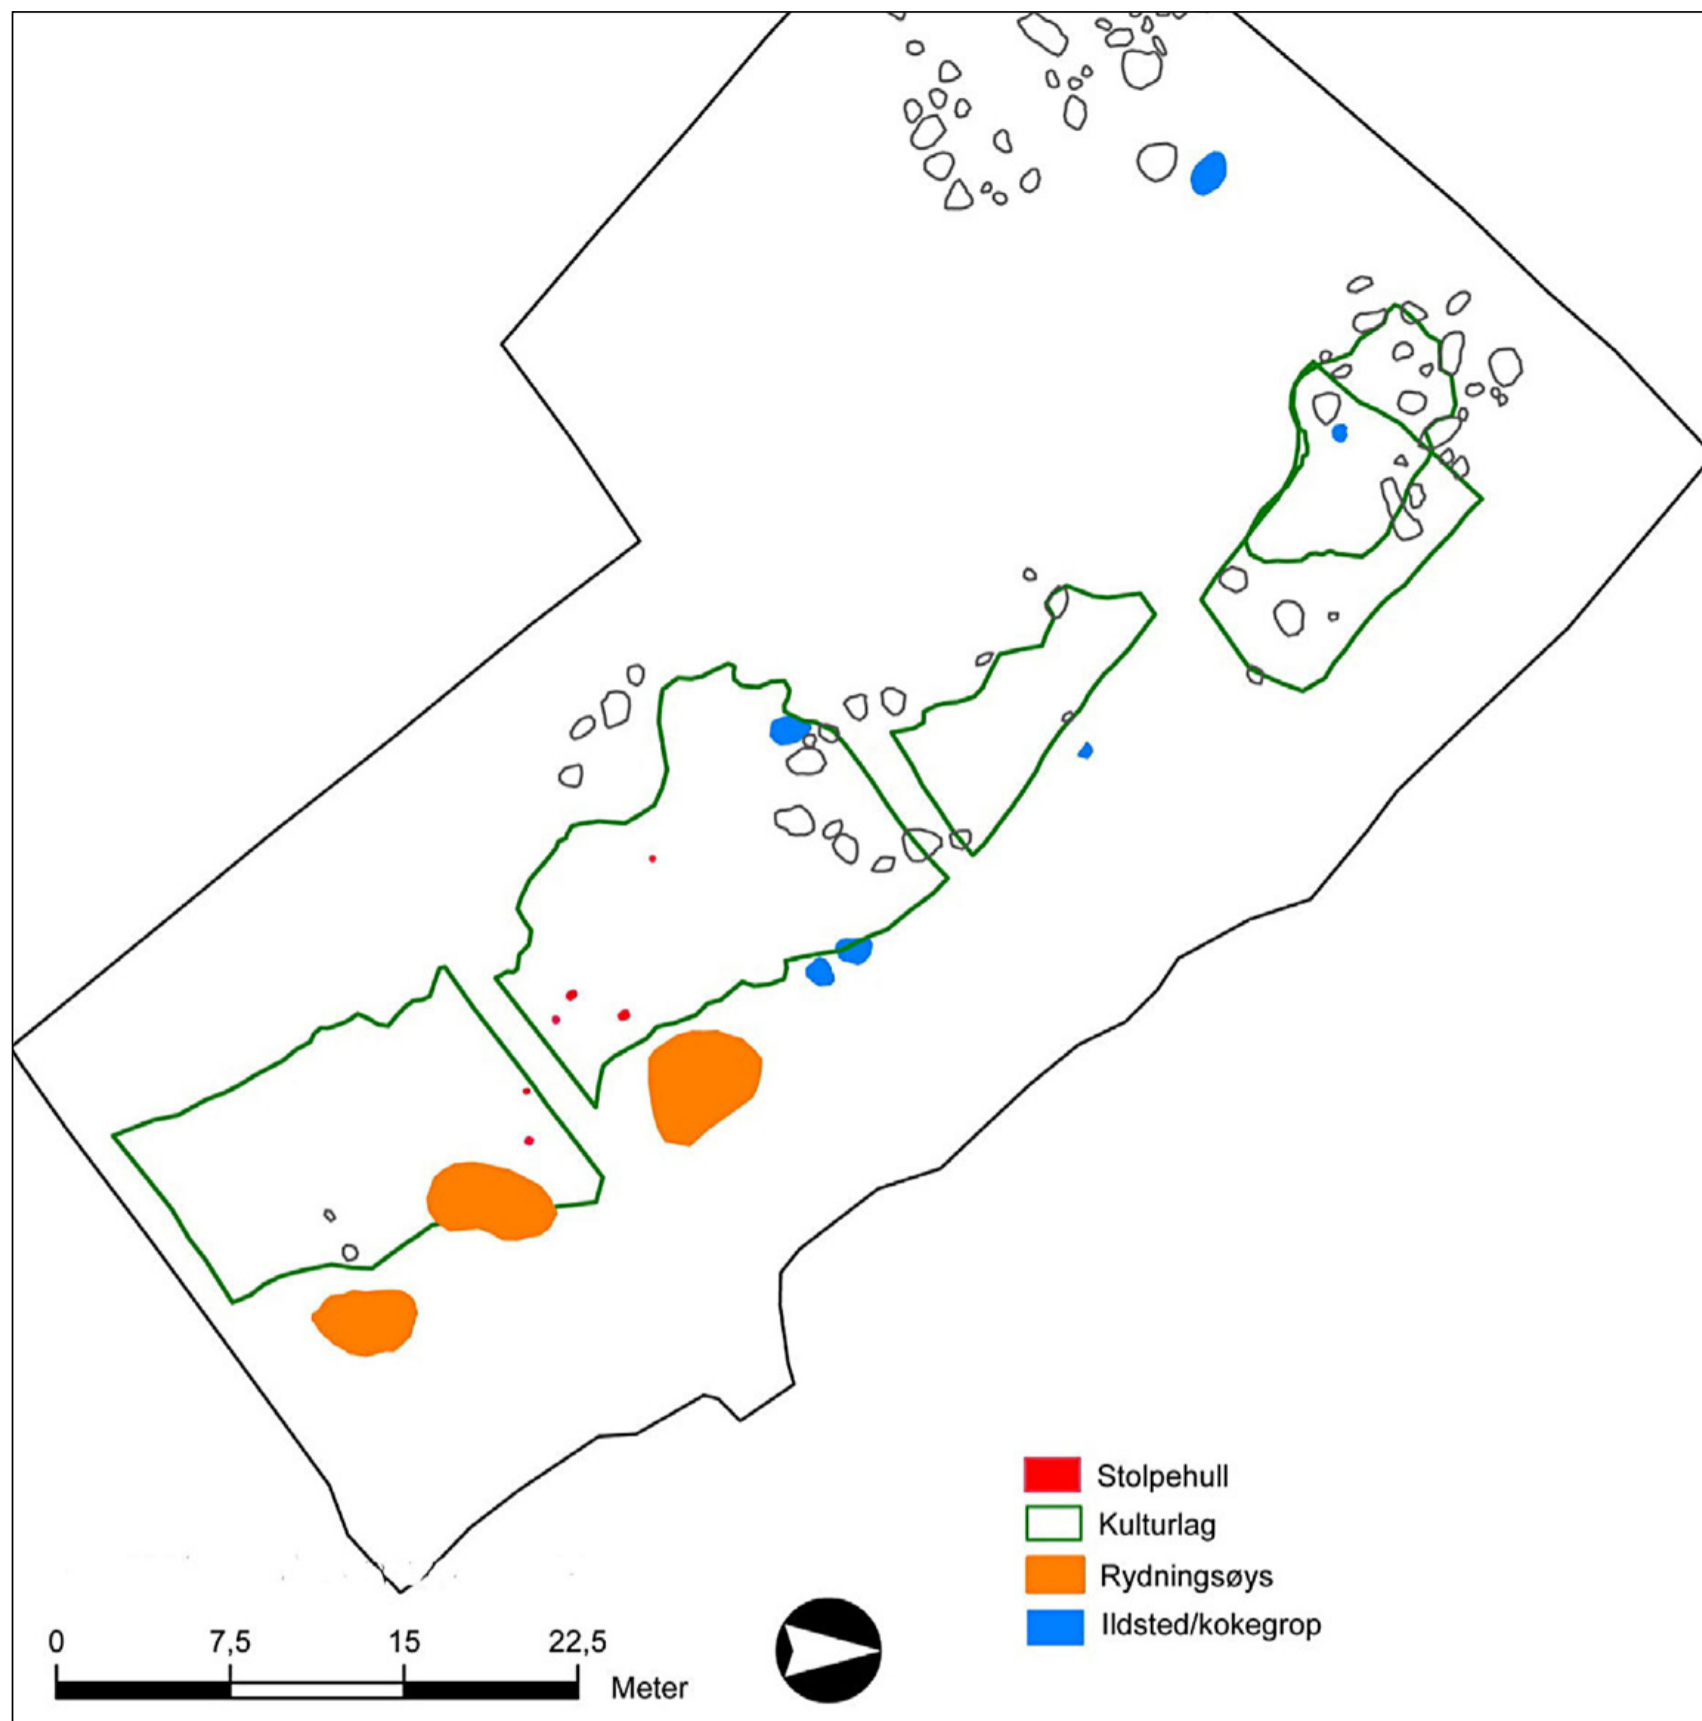 Stolpehull
Kulturlag
Rydningsøys
Ildsted/kokegrop
0 7,5 15 22,5
Meter